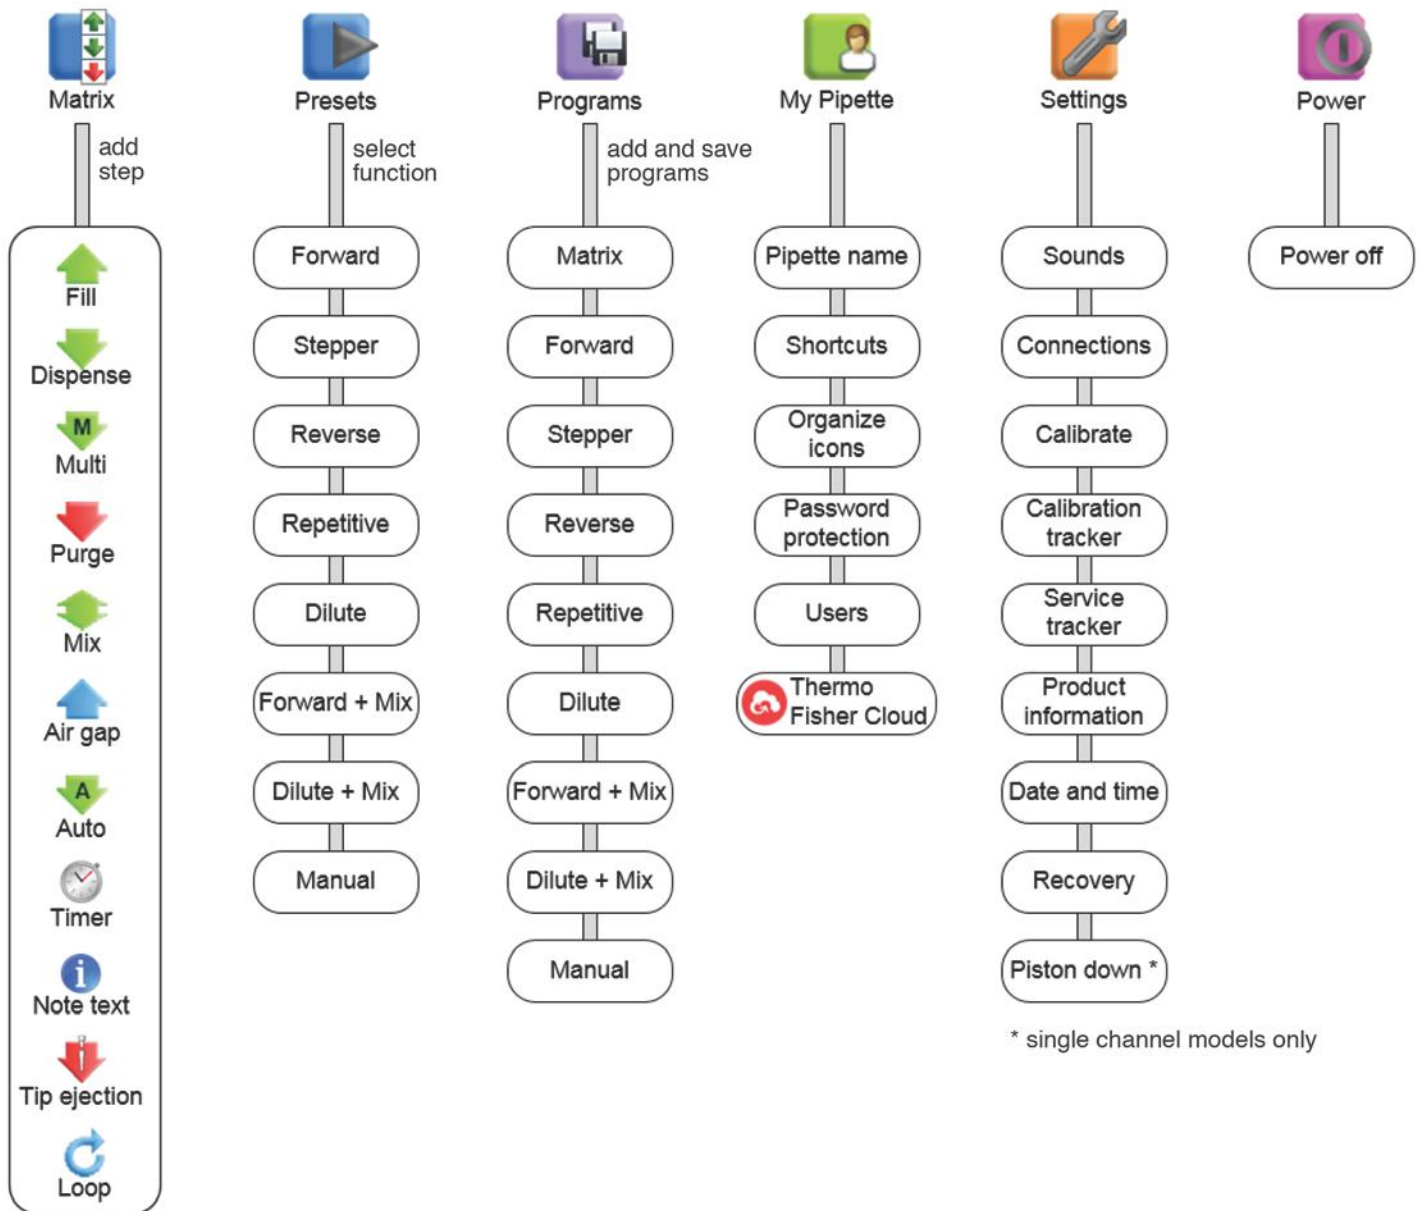 Matrix
add
step
Fill
Dispense
M
Multi
Purge
Mix
Air gap
A
Auto
Timer
i
Note text
Tip ejection
Loop
Presets
select
function
Forward
Stepper
Reverse
Repetitive
Dilute
Forward + Mix
Dilute + Mix
Manual
Programs
add and save
programs
Matrix
Forward
Stepper
Reverse
Repetitive
Dilute
Forward + Mix
Dilute + Mix
Manual
My Pipette
Pipette name
Shortcuts
Organize
icons
Password
protection
Users
Thermo
Fisher Cloud
Settings
Sounds
Connections
Calibrate
Calibration
tracker
Service
tracker
Product
information
Date and time
Recovery
Piston down *
* single channel models only
Power
Power off